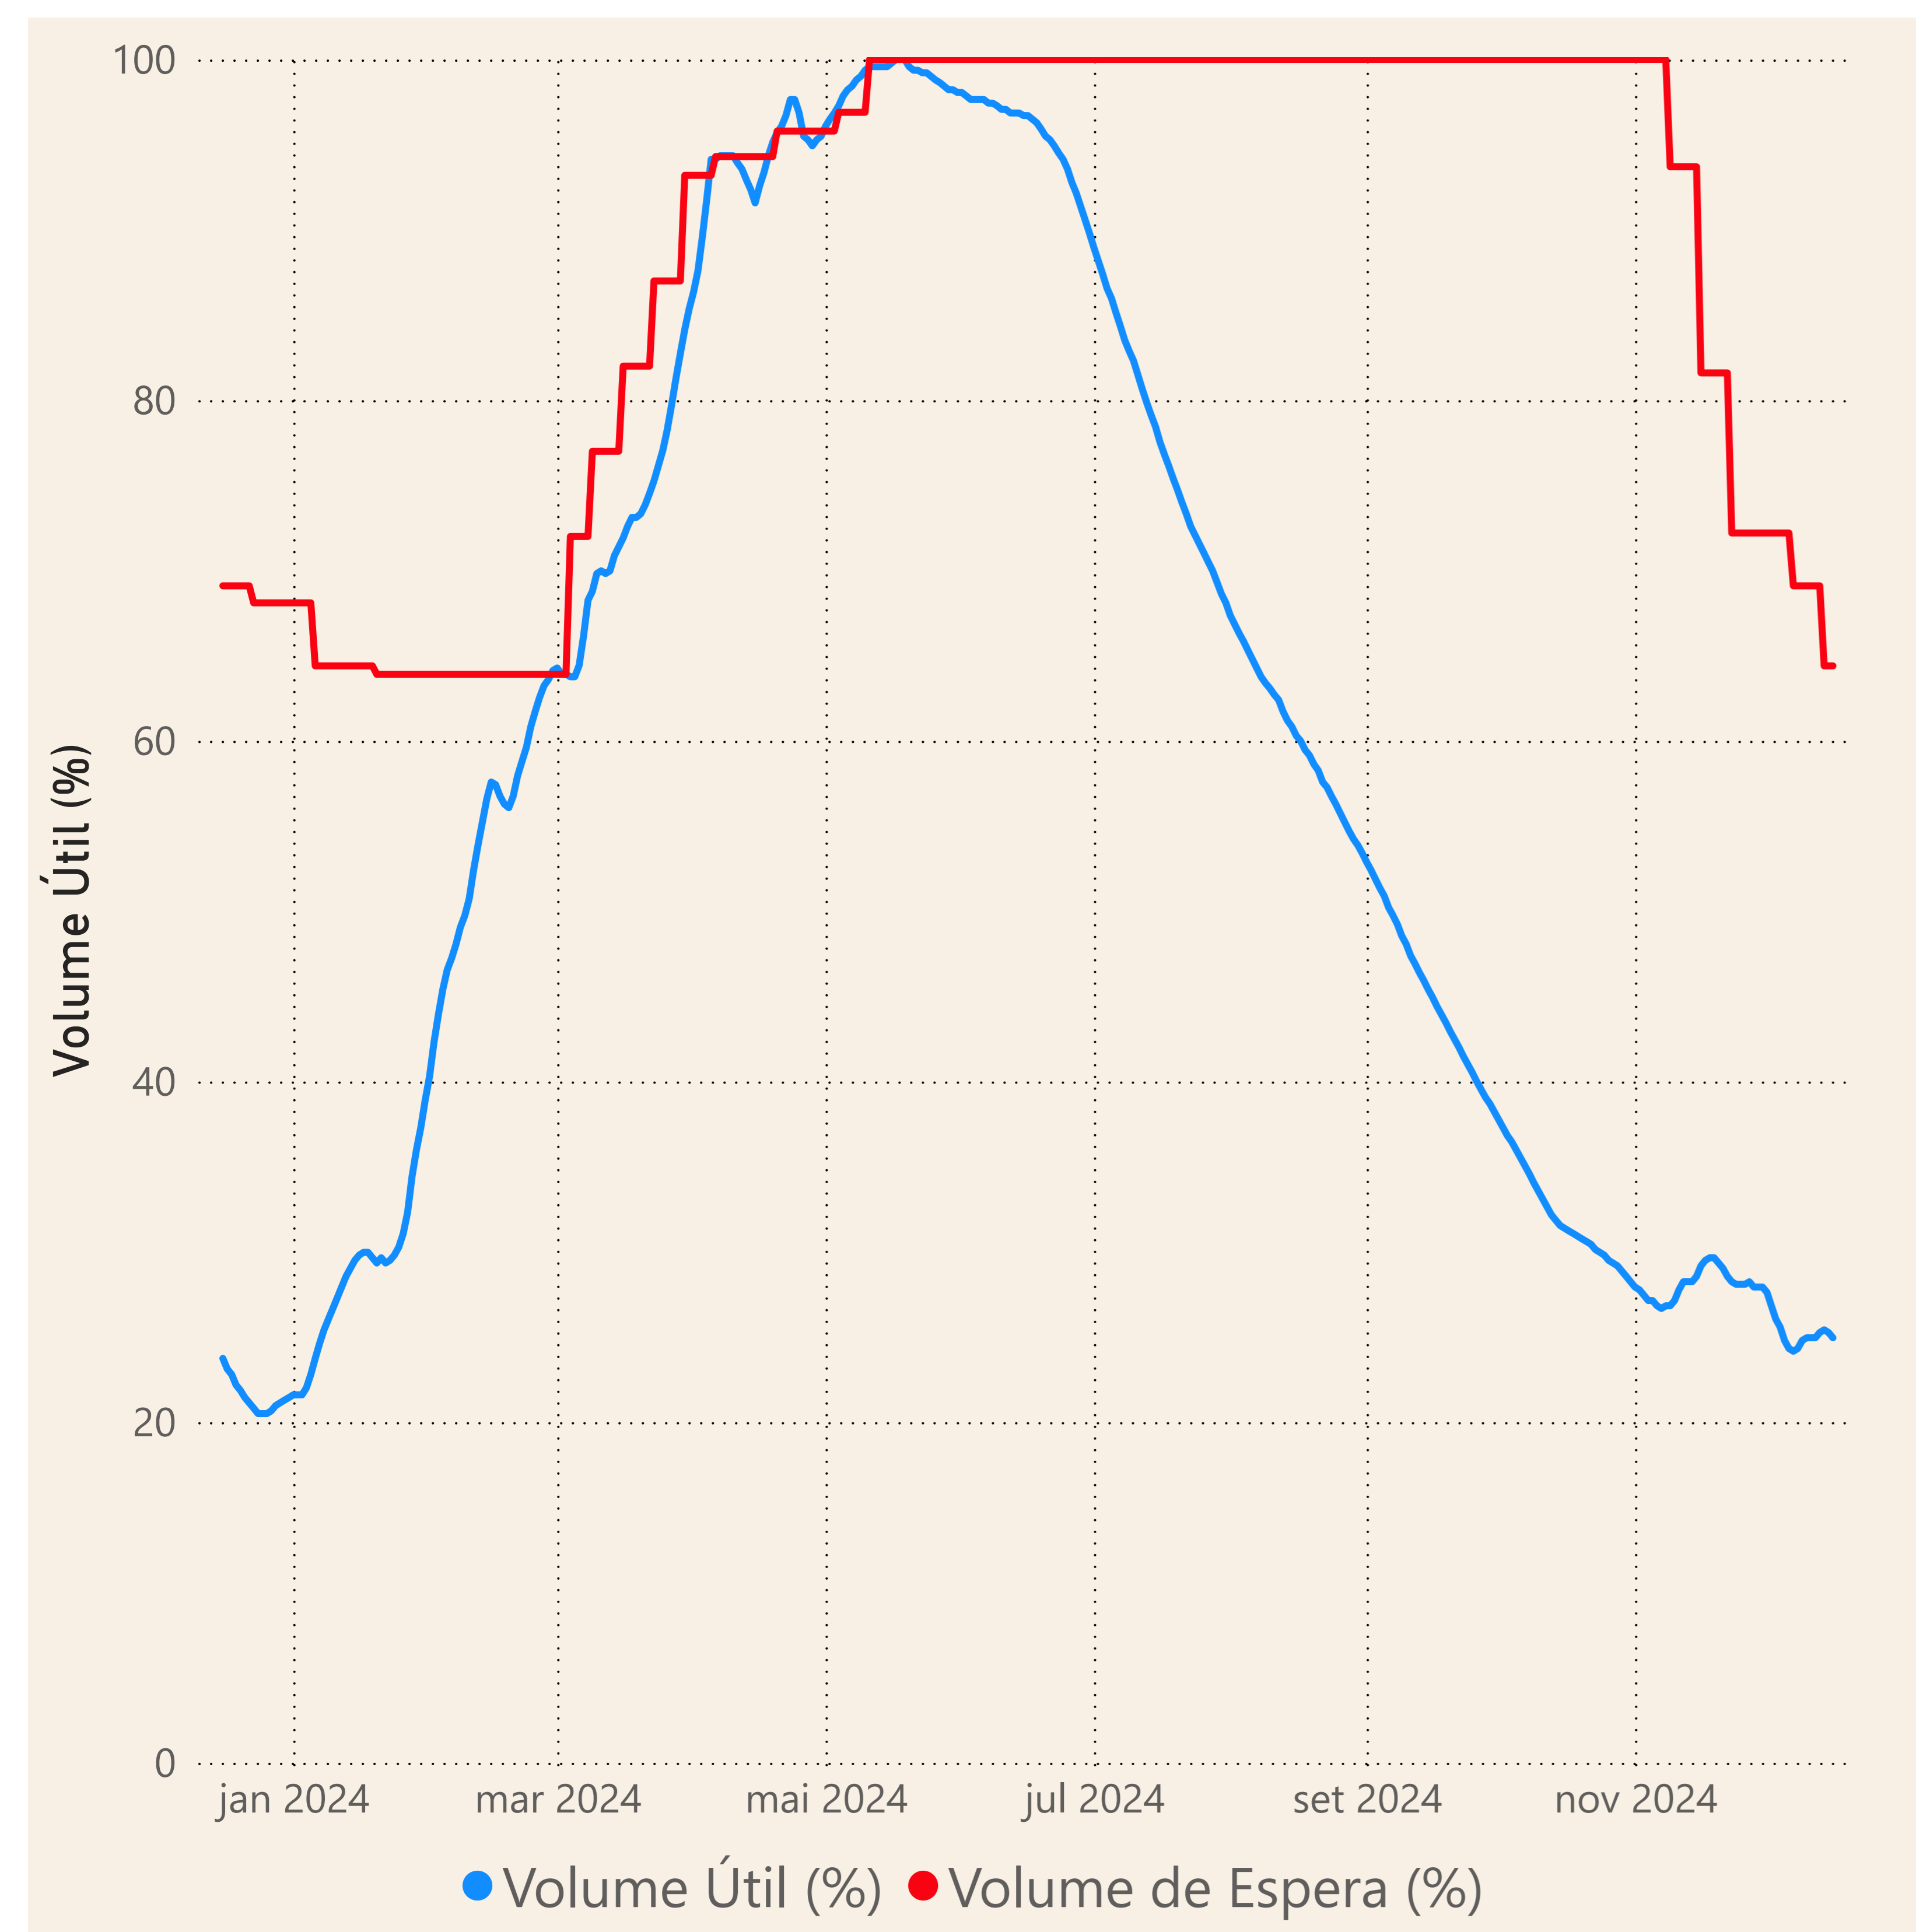 Volume Útil (%)
100
80
60
40
20
0
jan 2024 mar 2024 mai 2024 jul 2024 set 2024 nov 2024
Volume Útil (%) Volume de Espera (%)